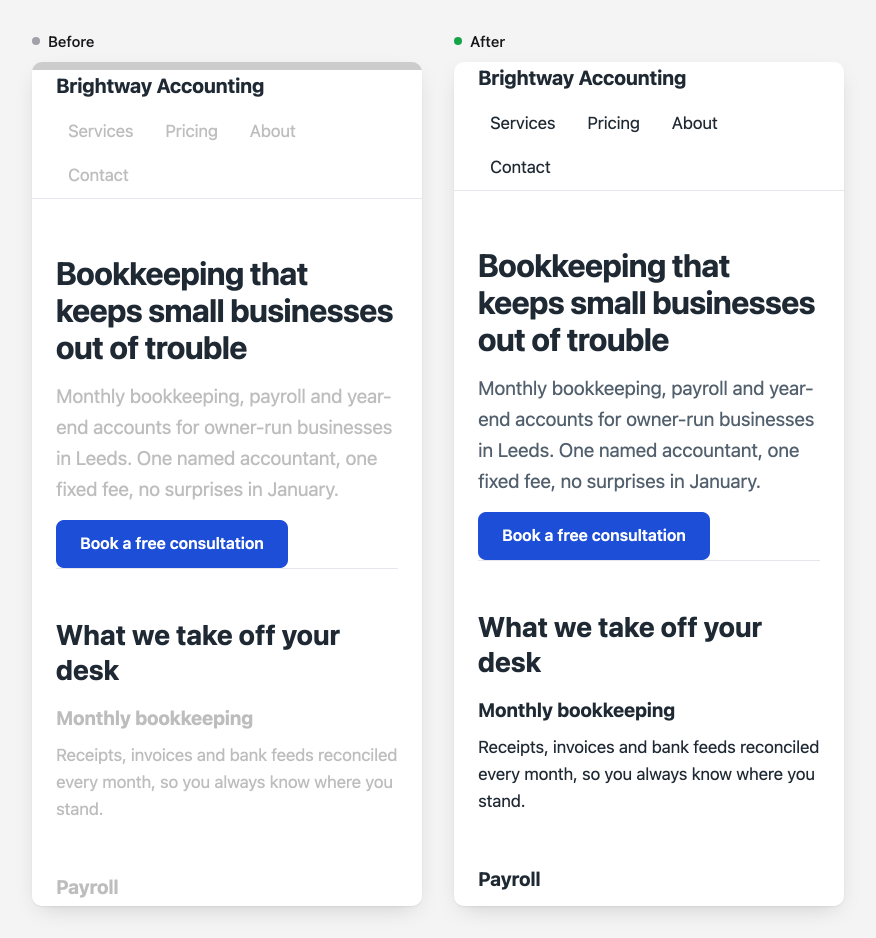 Before
Brightway Accounting
Services Pricing About
Contact
Bookkeeping that
keeps small businesses
out of trouble
Monthly bookkeeping, payroll and year-
end accounts for owner-run businesses
in Leeds. One named accountant, one
fixed fee, no surprises in January.
Book a free consultation
What we take off your
desk
Monthly bookkeeping
Receipts, invoices and bank feeds reconciled
every month, so you always know where you
stand.
Payroll
After
Brightway Accounting
Services Pricing About
Contact
Bookkeeping that
keeps small businesses
out of trouble
Monthly bookkeeping, payroll and year-
end accounts for owner-run businesses
in Leeds. One named accountant, one
fixed fee, no surprises in January.
Book a free consultation
What we take off your
desk
Monthly bookkeeping
Receipts, invoices and bank feeds reconciled
every month, so you always know where you
stand.
Payroll